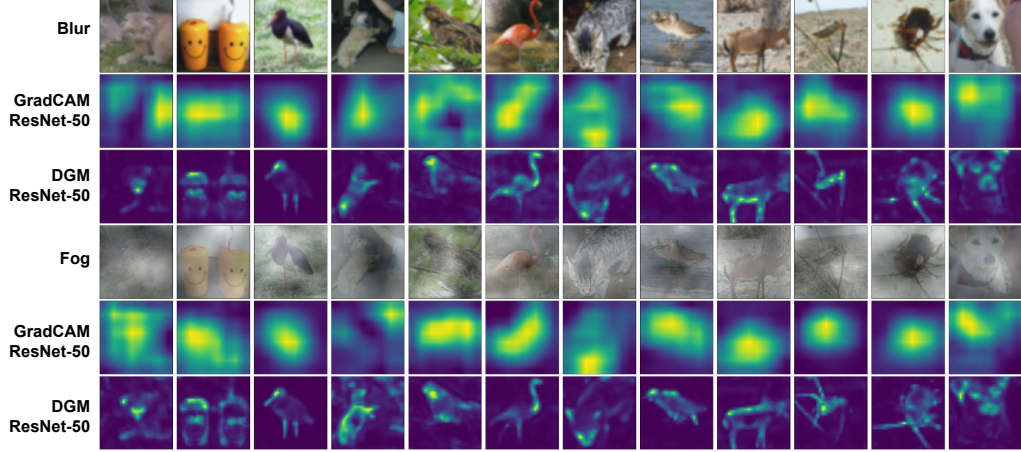 Blur
GradCAM
ResNet-50
DGM
ResNet-50
Fog
GradCAM
ResNet-50
DGM
ResNet-50